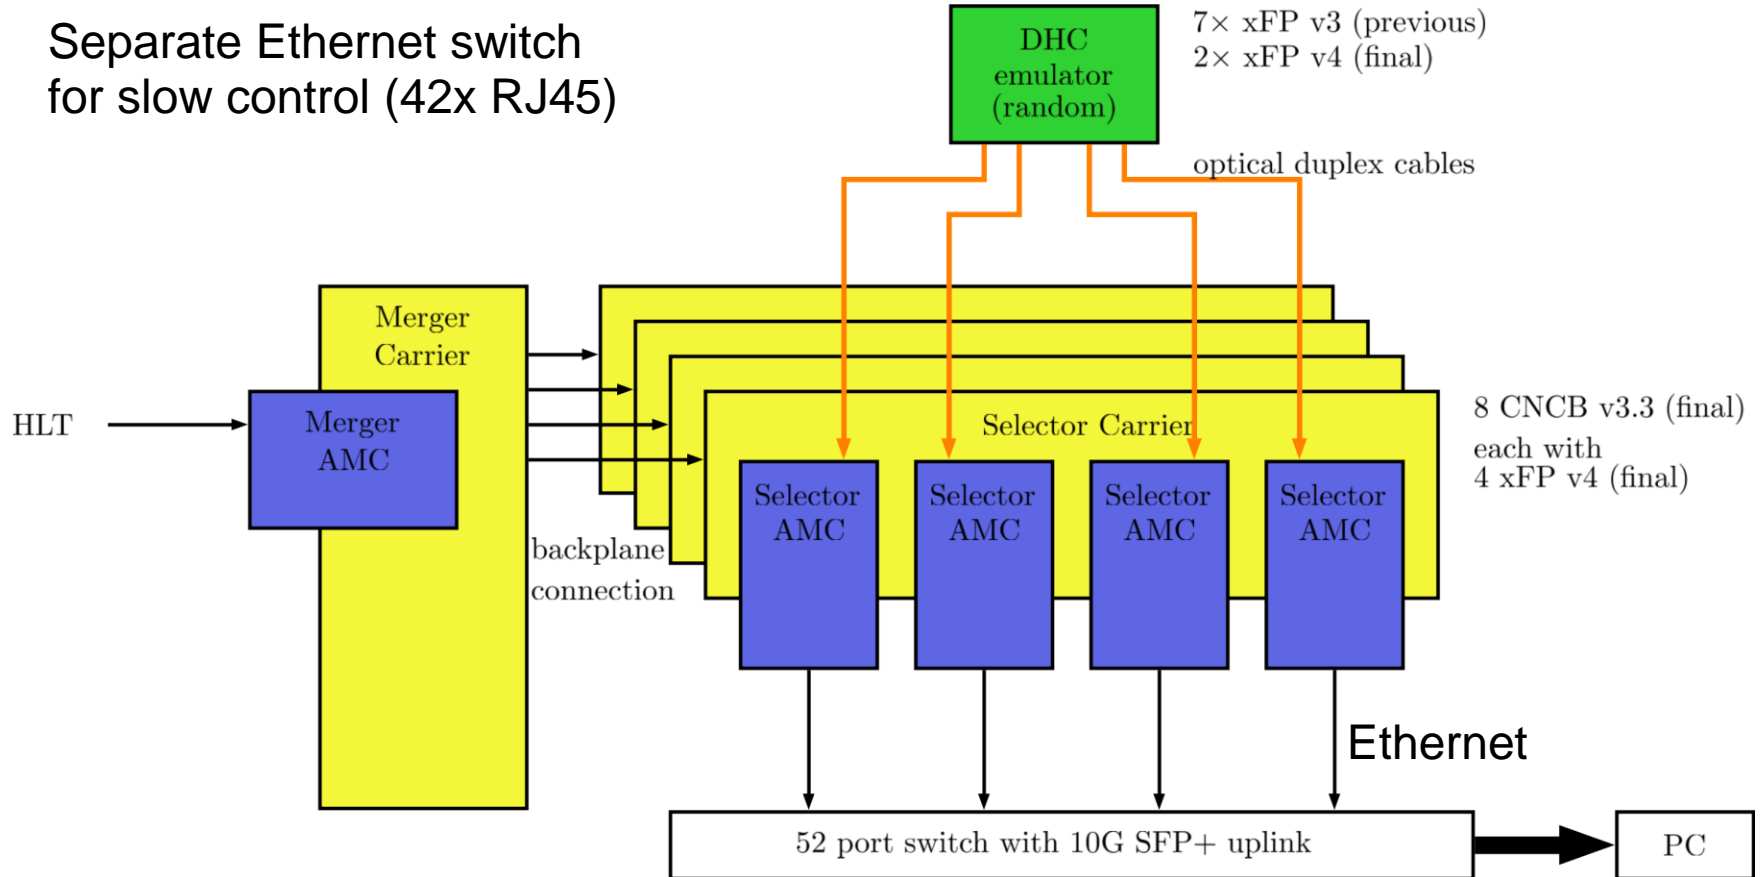 Separate Ethernet switch
for slow control (42x RJ45)
DHC
emulator
(random)
7× xFP v3 (previous)
2× xFP v4 (final)
optical duplex cables
Merger
Carrier
HLT
Merger
AMC
backplane
connection
Selector Carrier
8 CNCB v3.3 (final)
each with
4 xFP v4 (final)
Selector
AMC
Selector
AMC
Selector
AMC
Selector
AMC
Ethernet
52 port switch with 10G SFP+ uplink
PC